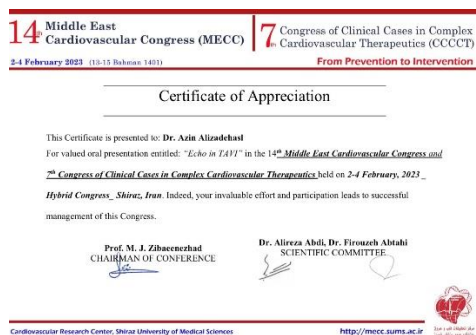 14th Middle East
Cardiovascular Congress (MECC)
7th Congress of Clinical Cases in Complex
Cardiovascular Therapeutics (CCCCT)
2-4 February 2023 (13-15 Bahman 1401)
From Prevention to Intervention
Certificate of Appreciation
This Certificate is presented to: Dr. Azin Alizadehasl
For valued oral presentation entitled: “Echo in TAVI” in the 14th Middle East Cardiovascular Congress and
7th Congress of Clinical Cases in Complex Cardiovascular Therapeutics held on 2-4 February, 2023 _
Hybrid Congress_ Shiraz, Iran. Indeed, your invaluable effort and participation leads to successful
management of this Congress.
Prof. M. J. Zibaeenezhad
CHAIRMAN OF CONFERENCE
Dr. Alireza Abdi, Dr. Firouzeh Abtahi
SCIENTIFIC COMMITTEE
Cardiovascular Research Center, Shiraz University of Medical Sciences
http://mecc.sums.ac.ir